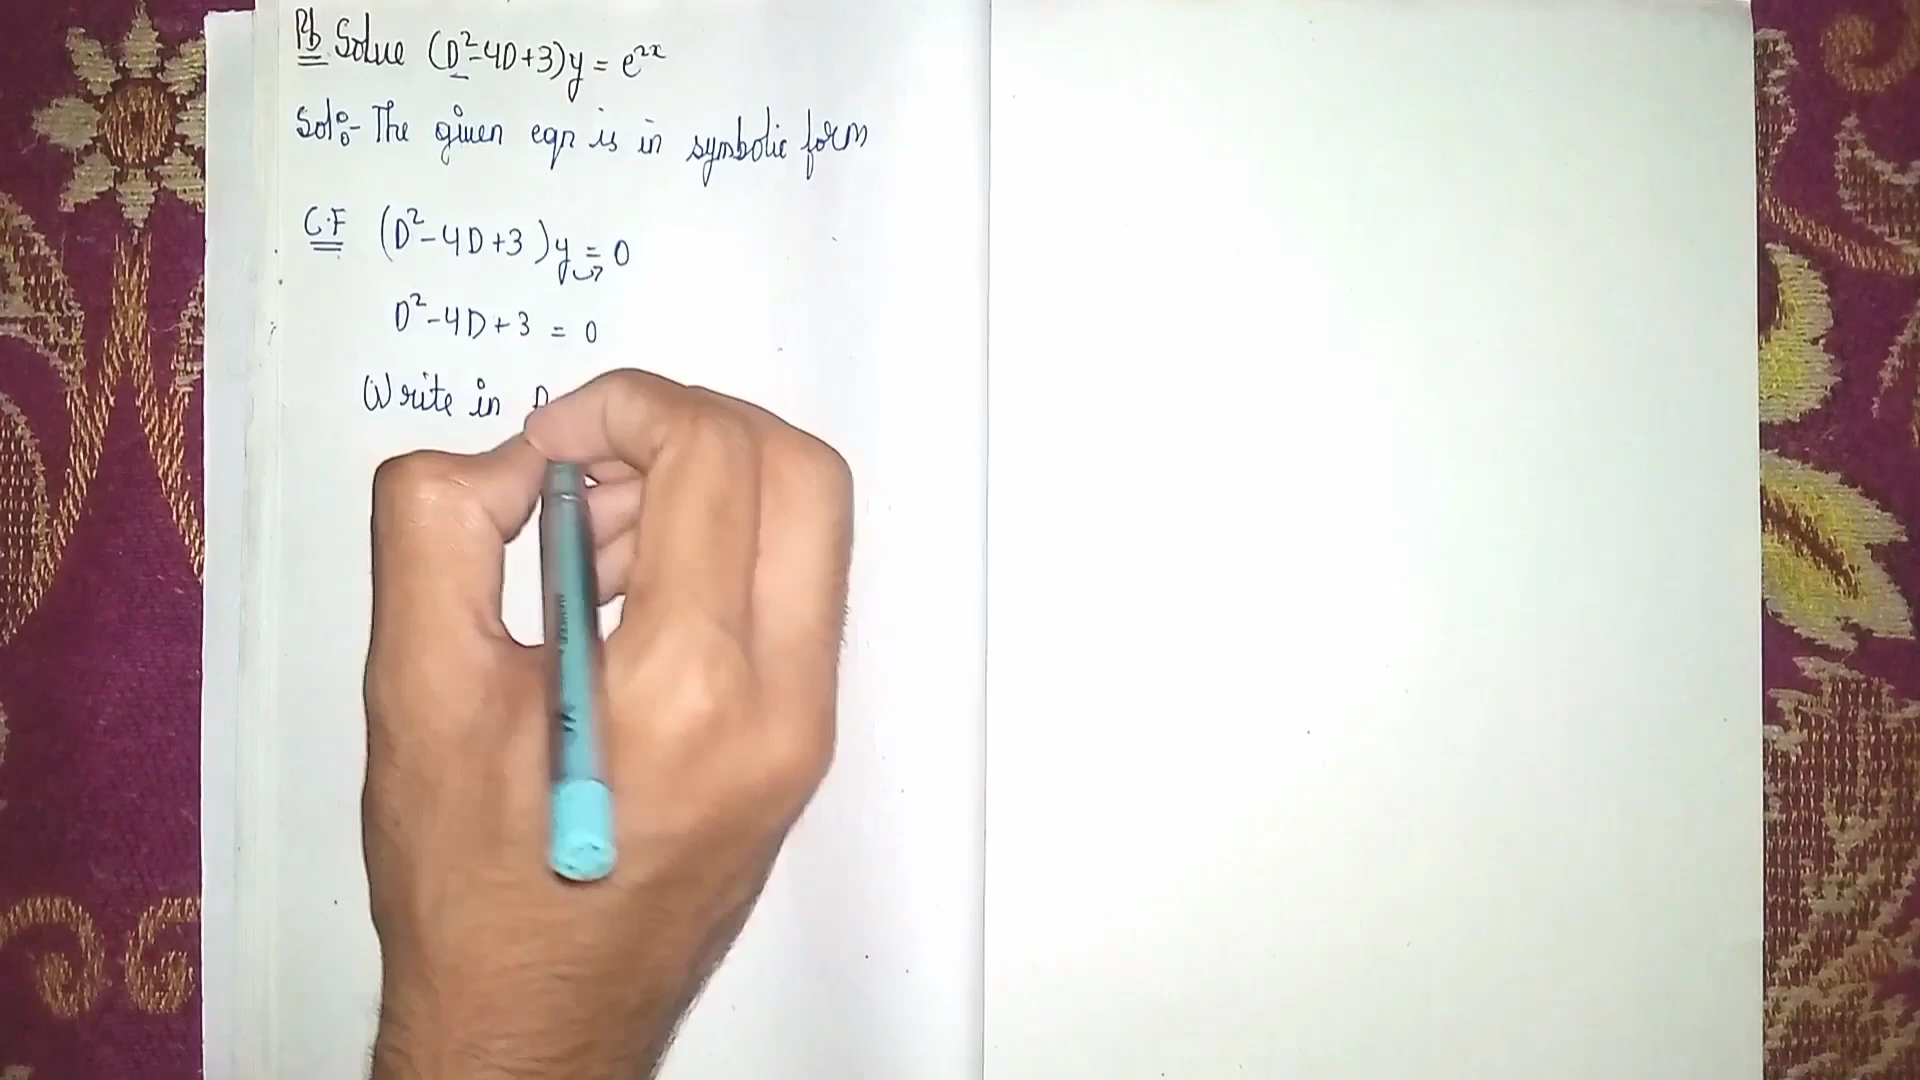 Pb Solve (D²-4D+3)y = e²ˣ
Sol:- The given eqn is in symbolic form
C.F (D²-4D+3)y = 0
D²-4D+3 = 0
Write in